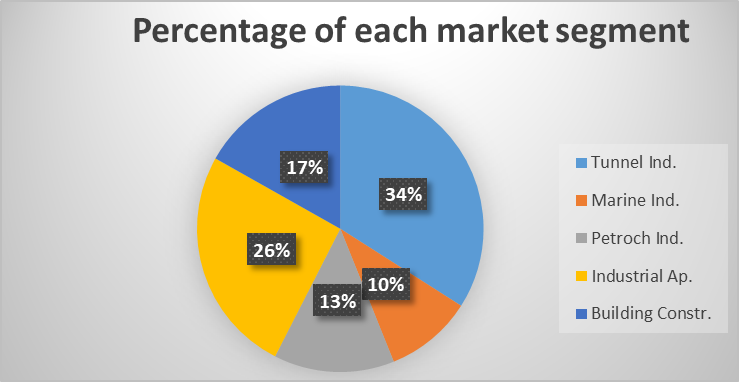 Percentage of each market segment
17%
34%
26%
13%
10%
Tunnel Ind.
Marine Ind.
Petroch Ind.
Industrial Ap.
Building Constr.